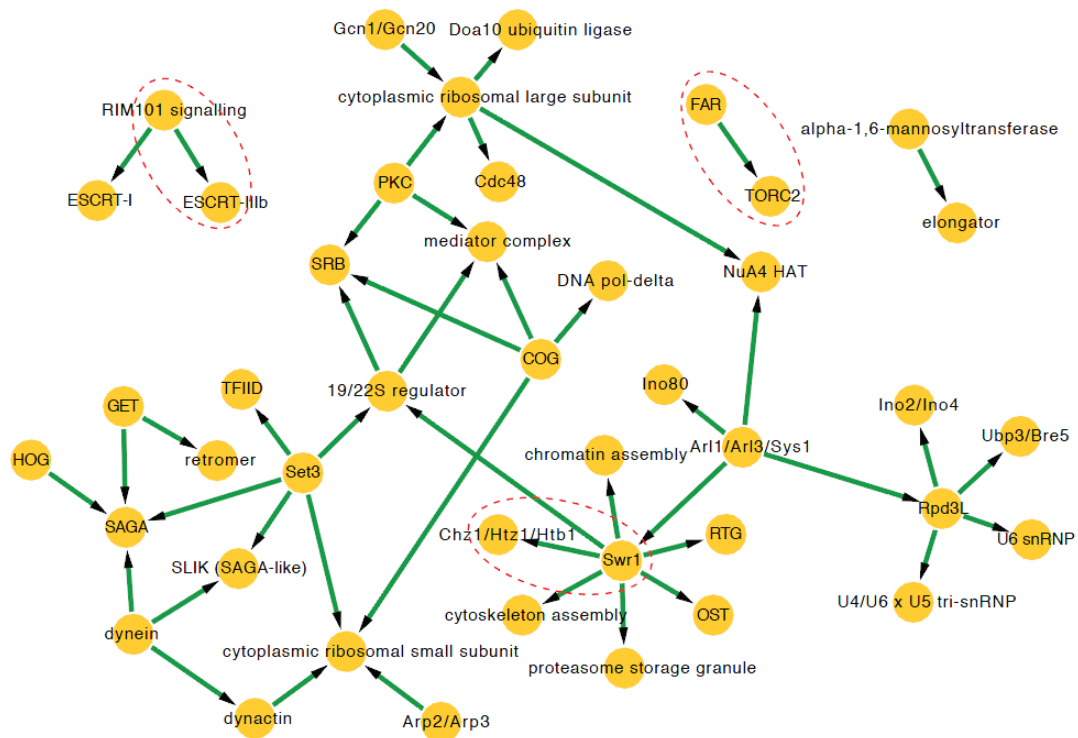 Gcn1/Gcn20
Doa10 ubiquitin ligase
RIM101 signalling
cytoplasmic ribosomal large subunit
FAR
alpha-1,6-mannosyltransferase
ESCRT-I
ESCRT-IIIb
PKC
Cdc48
TORC2
elongator
mediator complex
SRB
DNA pol-delta
NuA4 HAT
COG
TFIID
19/22S regulator
Ino80
Ino2/Ino4
GET
Arl1/Arl3/Sys1
Ubp3/Bre5
HOG
retromer
Set3
chromatin assembly
Rpd3L
SAGA
Chz1/Htz1/Htb1
RTG
U6 snRNP
SLIK (SAGA-like)
Swr1
cytoskeleton assembly
OST
U4/U6 x U5 tri-snRNP
dynein
cytoplasmic ribosomal small subunit
proteasome storage granule
dynactin
Arp2/Arp3